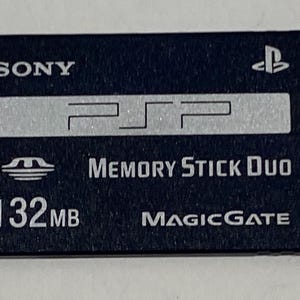 SONY
PSP
MEMORY STICK DUO
32MB MAGICGATE